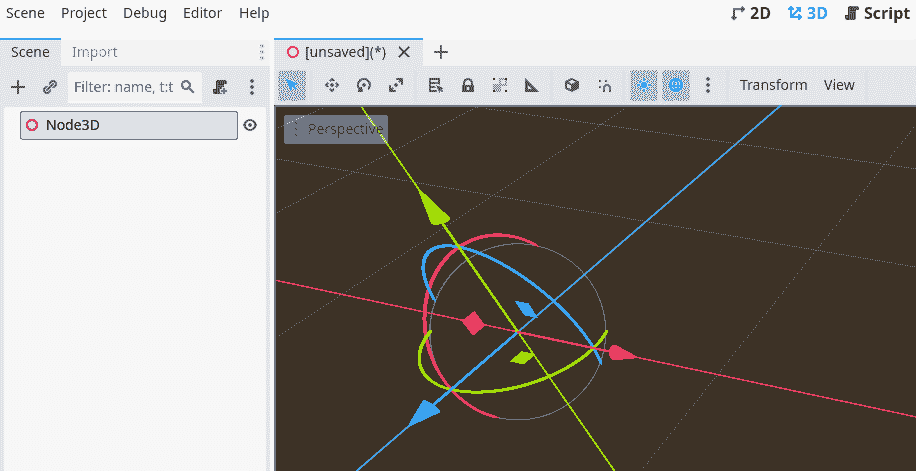 Scene Project Debug Editor Help 2D 3D Script
Scene Import [unsaved](*)
Filter: name, t:t Transform View
Node3D
Perspective